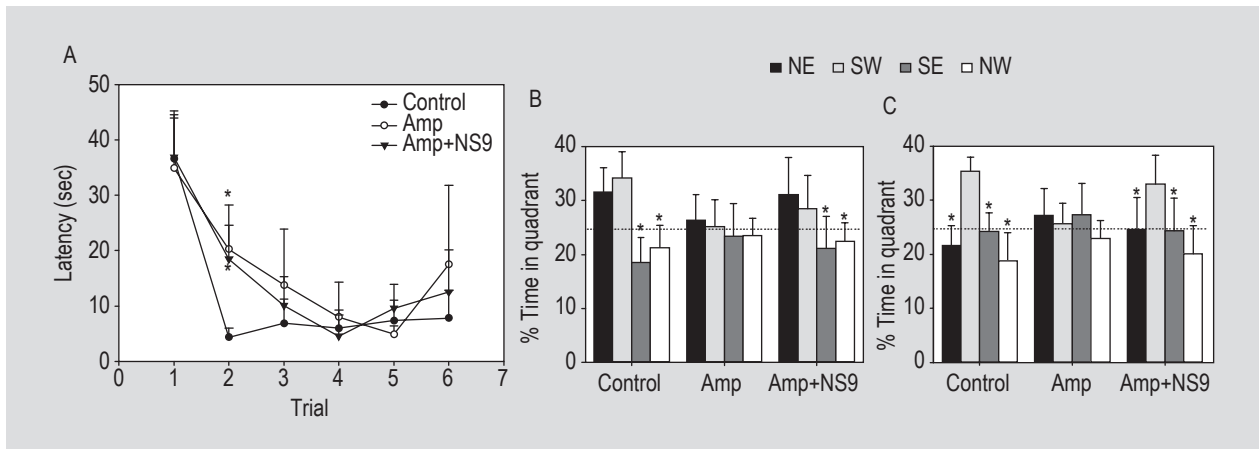 A
50
40
30
20
10
0
0 1 2 3 4 5 6 7
Latency (sec)
Trial
Control
Amp
Amp+NS9
*
*
NE SW SE NW
B
40
30
20
10
0
% Time in quadrant
* *
* *
Control Amp Amp+NS9
C
40
30
20
10
0
% Time in quadrant
* * *
* * *
Control Amp Amp+NS9